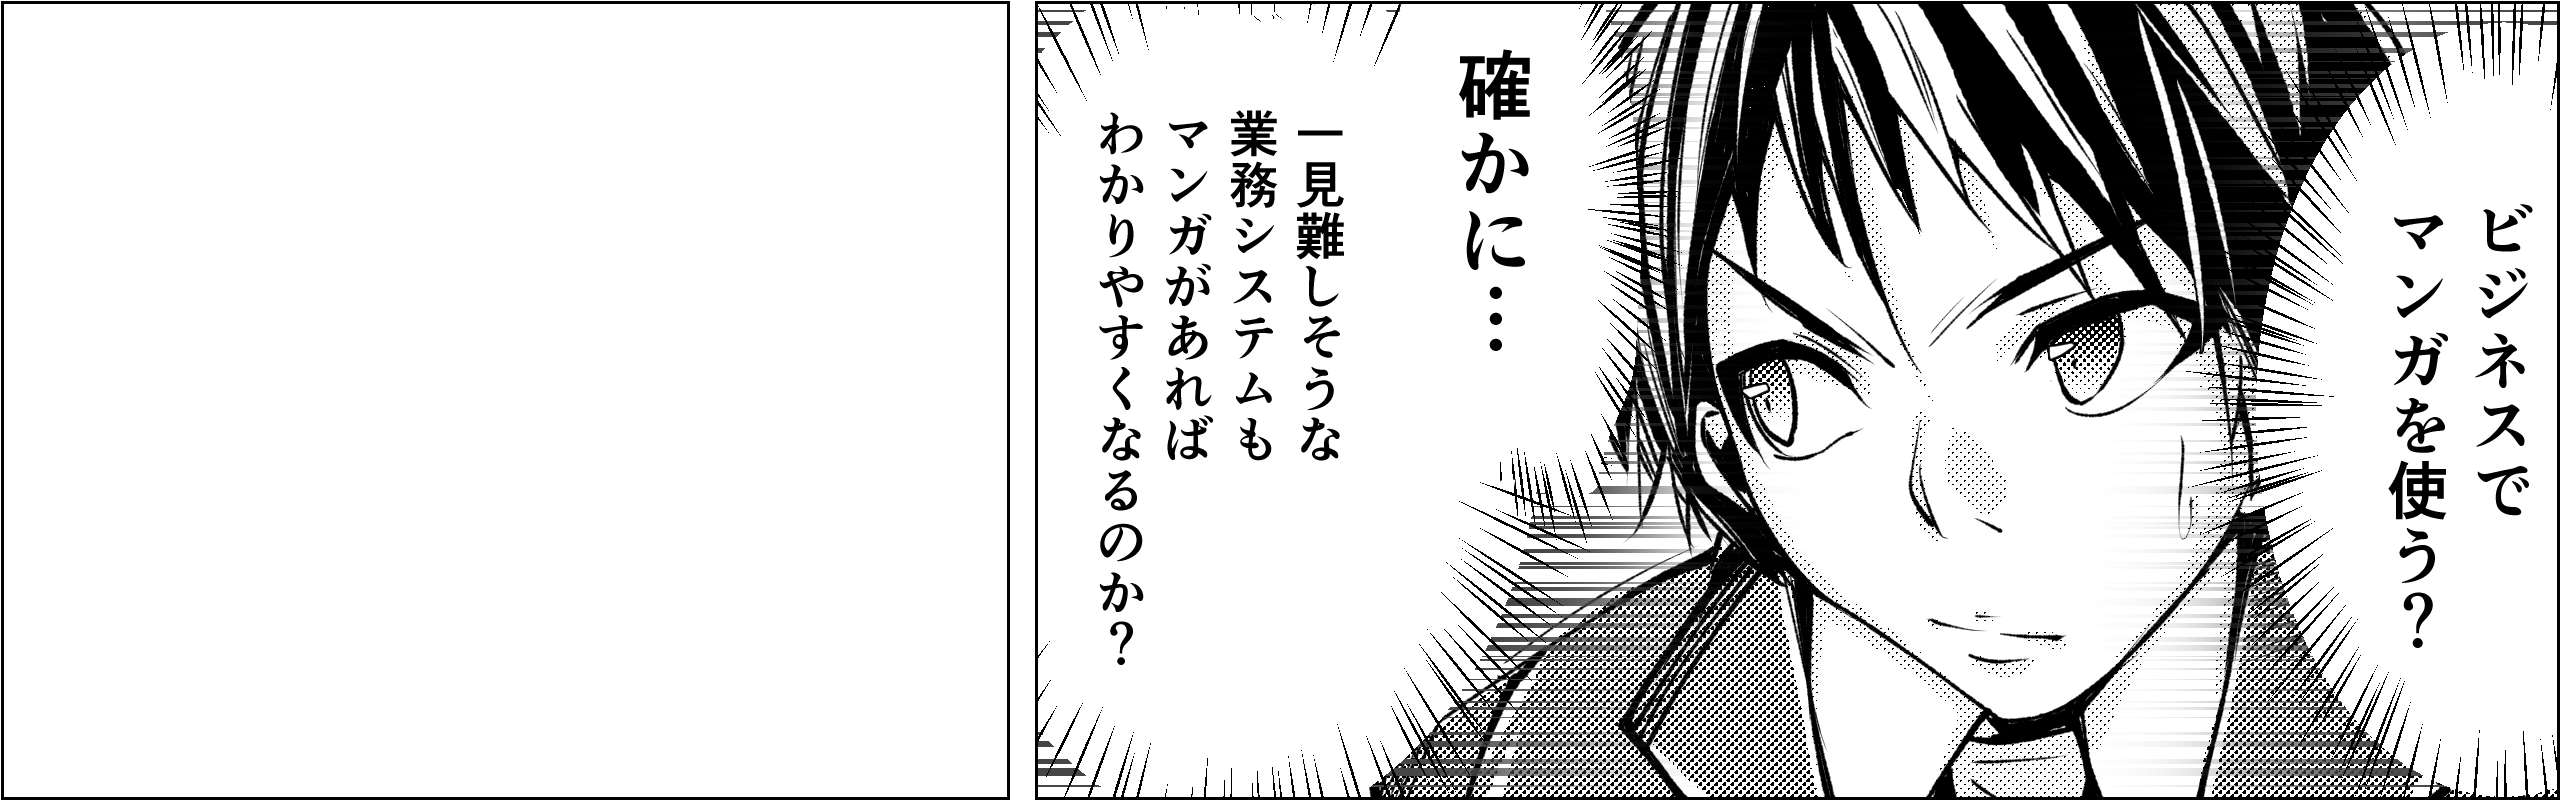 ビジネスで
マンガを使う？
確かに…
一見難しそうな
業務システムも
マンガがあれば
わかりやすくなるのか？